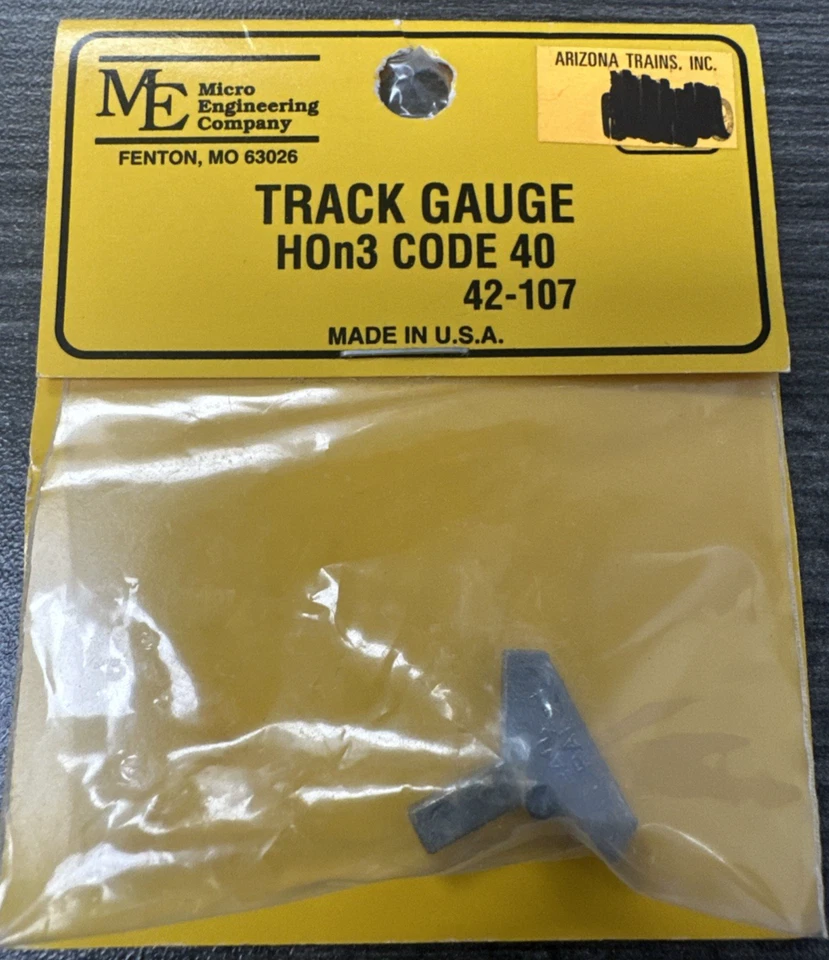 ME Micro
Engineering
Company
FENTON, MO 63026
ARIZONA TRAINS, INC.
TRACK GAUGE
HOn3 CODE 40
42-107
MADE IN U.S.A.